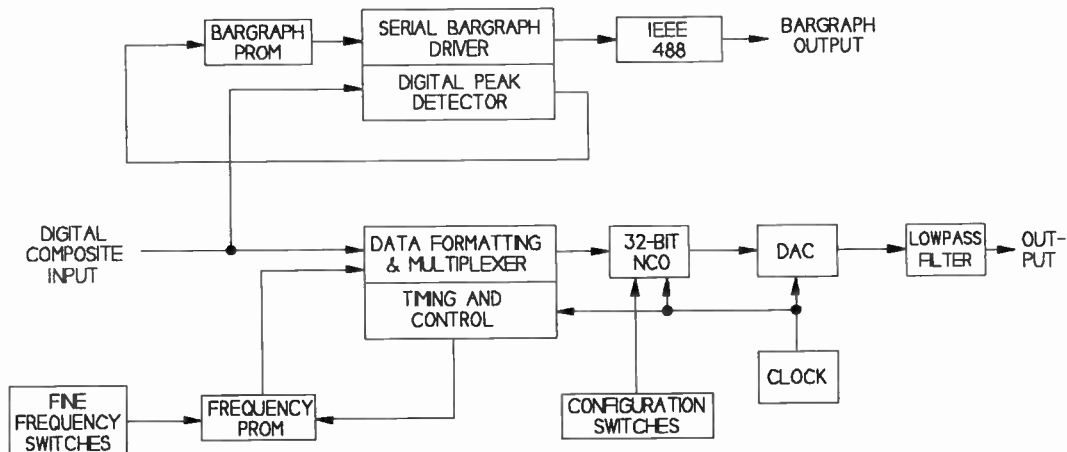 BARGRAPH
PROM
SERIAL BARGRAPH
DRIVER
DIGITAL PEAK
DETECTOR
IEEE
488
BARGRAPH
OUTPUT
DIGITAL
COMPOSITE
INPUT
DATA FORMATTING
& MULTIPLEXER
TIMING AND
CONTROL
32-BIT
NCO
DAC
LOWPASS
FILTER
OUT-
PUT
CLOCK
FINE
FREQUENCY
SWITCHES
FREQUENCY
PROM
CONFIGURATION
SWITCHES